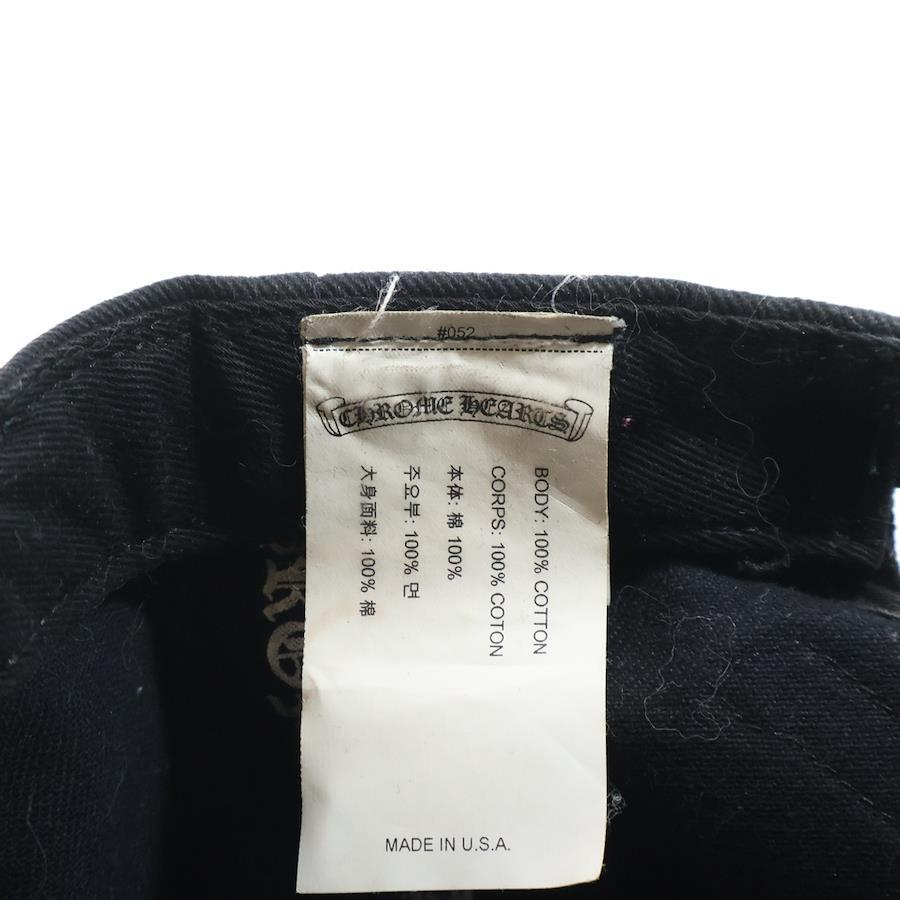 #052
CHROME HEARTS
BODY: 100% COTTON
CORPS: 100% COTON
本体: 棉 100%
주요부: 100% 면
大身面料: 100% 棉
MADE IN U.S.A.